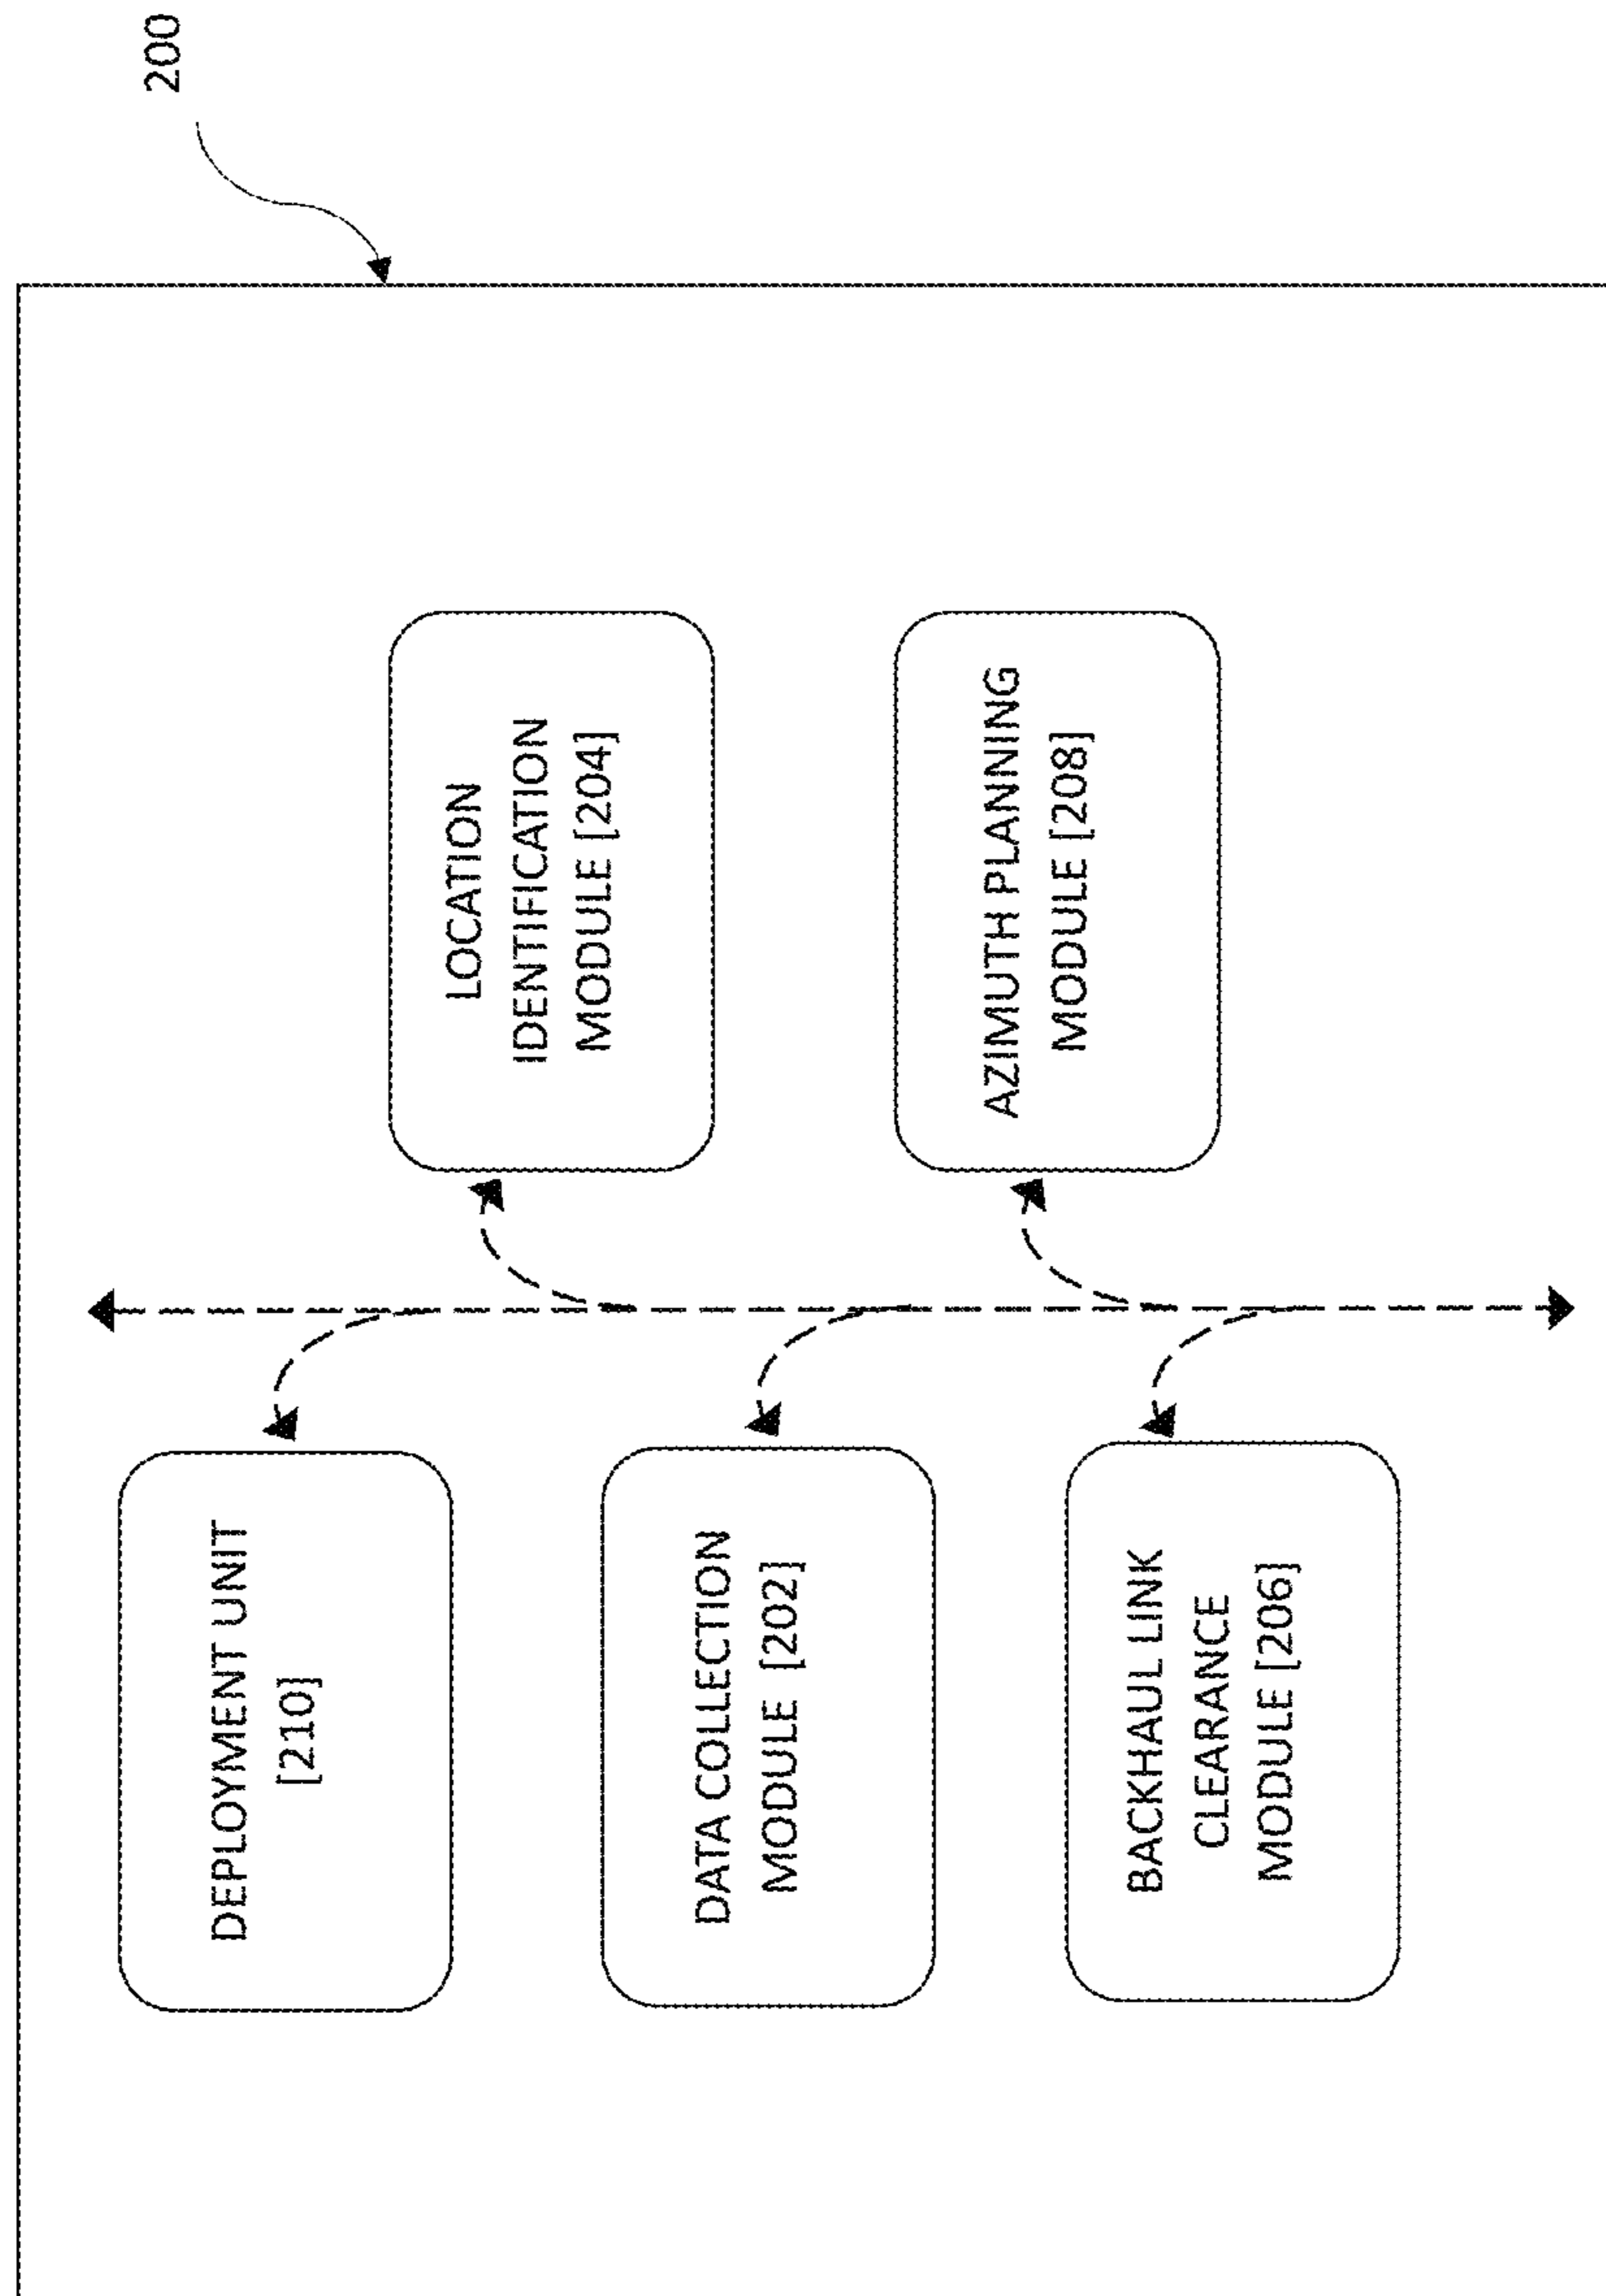 200
LOCATION
IDENTIFICATION
MODULE [204]
AZIMUTH PLANNING
MODULE [208]
DEPLOYMENT UNIT
[210]
DATA COLLECTION
MODULE [202]
BACKHAUL LINK
CLEARANCE
MODULE [206]